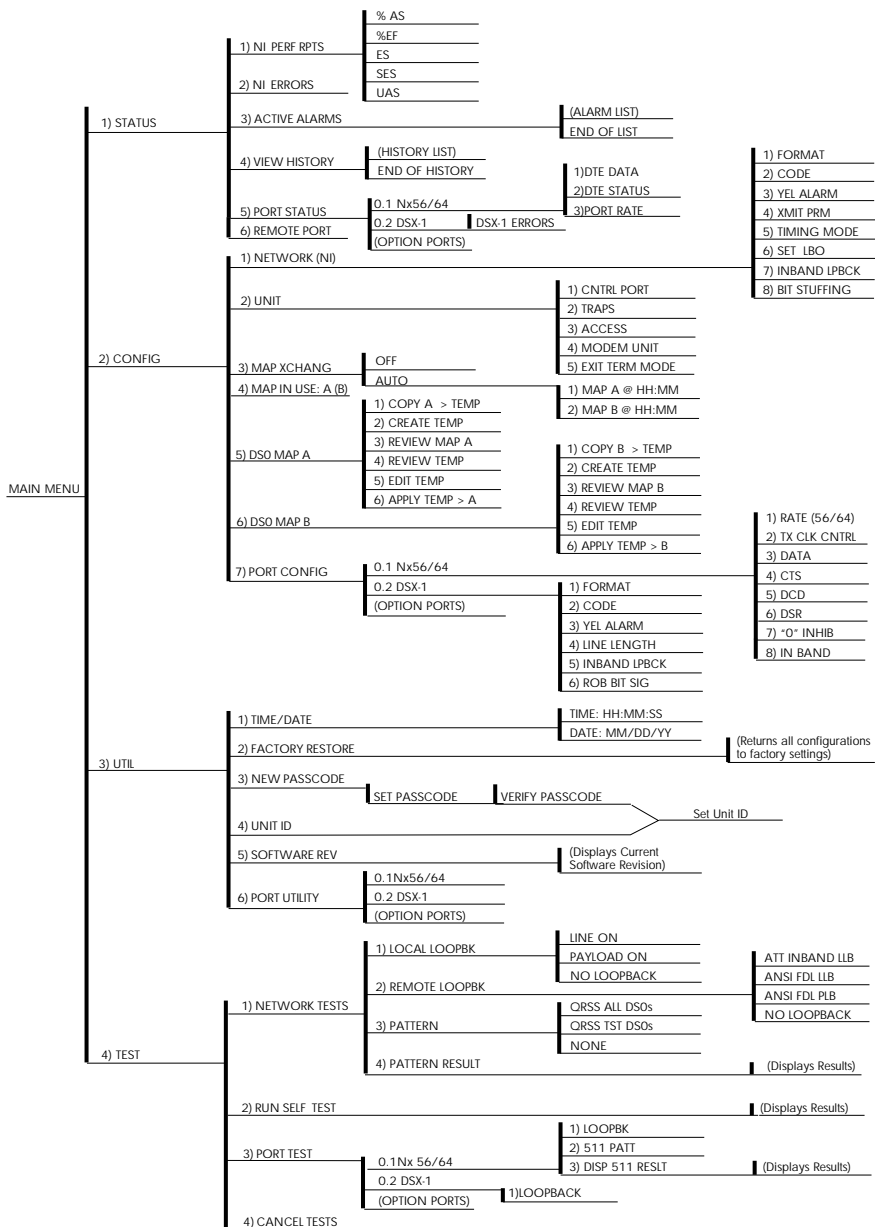 MAIN MENU
1) STATUS
1) NI PERF RPTS
% AS
%EF
ES
SES
UAS
2) NI ERRORS
3) ACTIVE ALARMS
(ALARM LIST)
END OF LIST
4) VIEW HISTORY
(HISTORY LIST)
END OF HISTORY
5) PORT STATUS
0.1 Nx56/64
1)DTE DATA
2)DTE STATUS
3)PORT RATE
0.2 DSX-1
DSX-1 ERRORS
(OPTION PORTS)
6) REMOTE PORT
2) CONFIG
1) NETWORK (NI)
1) FORMAT
2) CODE
3) YEL ALARM
4) XMIT PRM
5) TIMING MODE
6) SET LBO
7) INBAND LPBCK
8) BIT STUFFING
2) UNIT
1) CNTRL PORT
2) TRAPS
3) ACCESS
4) MODEM UNIT
5) EXIT TERM MODE
3) MAP XCHANG
OFF
AUTO
1) MAP A @ HH:MM
2) MAP B @ HH:MM
4) MAP IN USE: A (B)
5) DS0 MAP A
1) COPY A > TEMP
2) CREATE TEMP
3) REVIEW MAP A
4) REVIEW TEMP
5) EDIT TEMP
6) APPLY TEMP > A
6) DS0 MAP B
1) COPY B > TEMP
2) CREATE TEMP
3) REVIEW MAP B
4) REVIEW TEMP
5) EDIT TEMP
6) APPLY TEMP > B
7) PORT CONFIG
0.1 Nx56/64
1) RATE (56/64)
2) TX CLK CNTRL
3) DATA
4) CTS
5) DCD
6) DSR
7) "0" INHIB
8) IN BAND
0.2 DSX-1
1) FORMAT
2) CODE
3) YEL ALARM
4) LINE LENGTH
5) INBAND LPBCK
6) ROB BIT SIG
(OPTION PORTS)
3) UTIL
1) TIME/DATE
TIME: HH:MM:SS
DATE: MM/DD/YY
2) FACTORY RESTORE
(Returns all configurations
to factory settings)
3) NEW PASSCODE
SET PASSCODE
VERIFY PASSCODE
Set Unit ID
4) UNIT ID
5) SOFTWARE REV
(Displays Current
Software Revision)
6) PORT UTILITY
0.1Nx56/64
0.2 DSX-1
(OPTION PORTS)
4) TEST
1) NETWORK TESTS
1) LOCAL LOOPBK
LINE ON
PAYLOAD ON
NO LOOPBACK
2) REMOTE LOOPBK
ATT INBAND LLB
ANSI FDL LLB
ANSI FDL PLB
NO LOOPBACK
3) PATTERN
QRSS ALL DS0s
QRSS TST DS0s
NONE
4) PATTERN RESULT
(Displays Results)
2) RUN SELF TEST
(Displays Results)
3) PORT TEST
0.1Nx 56/64
1) LOOPBK
2) 511 PATT
3) DISP 511 RESLT
(Displays Results)
0.2 DSX-1
1)LOOPBACK
(OPTION PORTS)
4) CANCEL TESTS